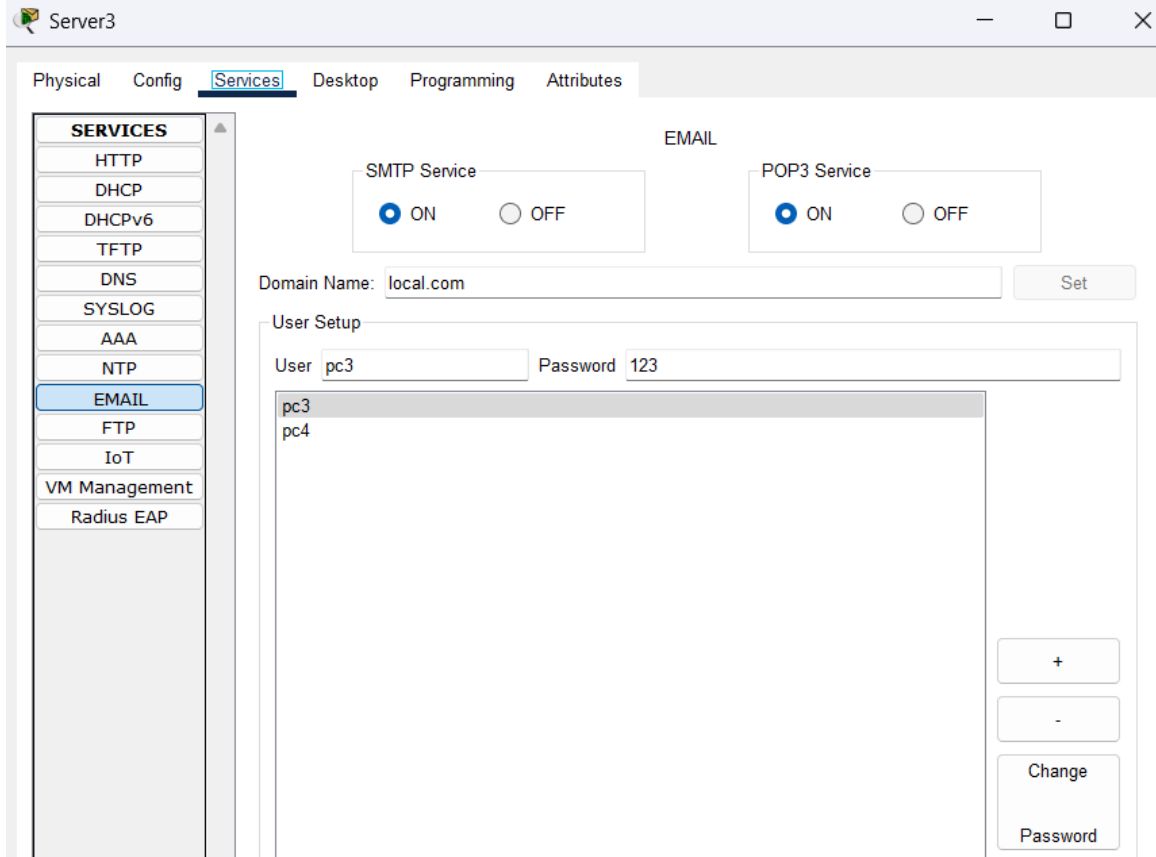 Server3
Physical Config Services Desktop Programming Attributes
SERVICES
HTTP
DHCP
DHCPv6
TFTP
DNS
SYSLOG
AAA
NTP
EMAIL
FTP
IoT
VM Management
Radius EAP
EMAIL
SMTP Service
ON OFF
POP3 Service
ON OFF
Domain Name: local.com Set
User Setup
User pc3 Password 123
pc3
pc4
+
-
Change
Password